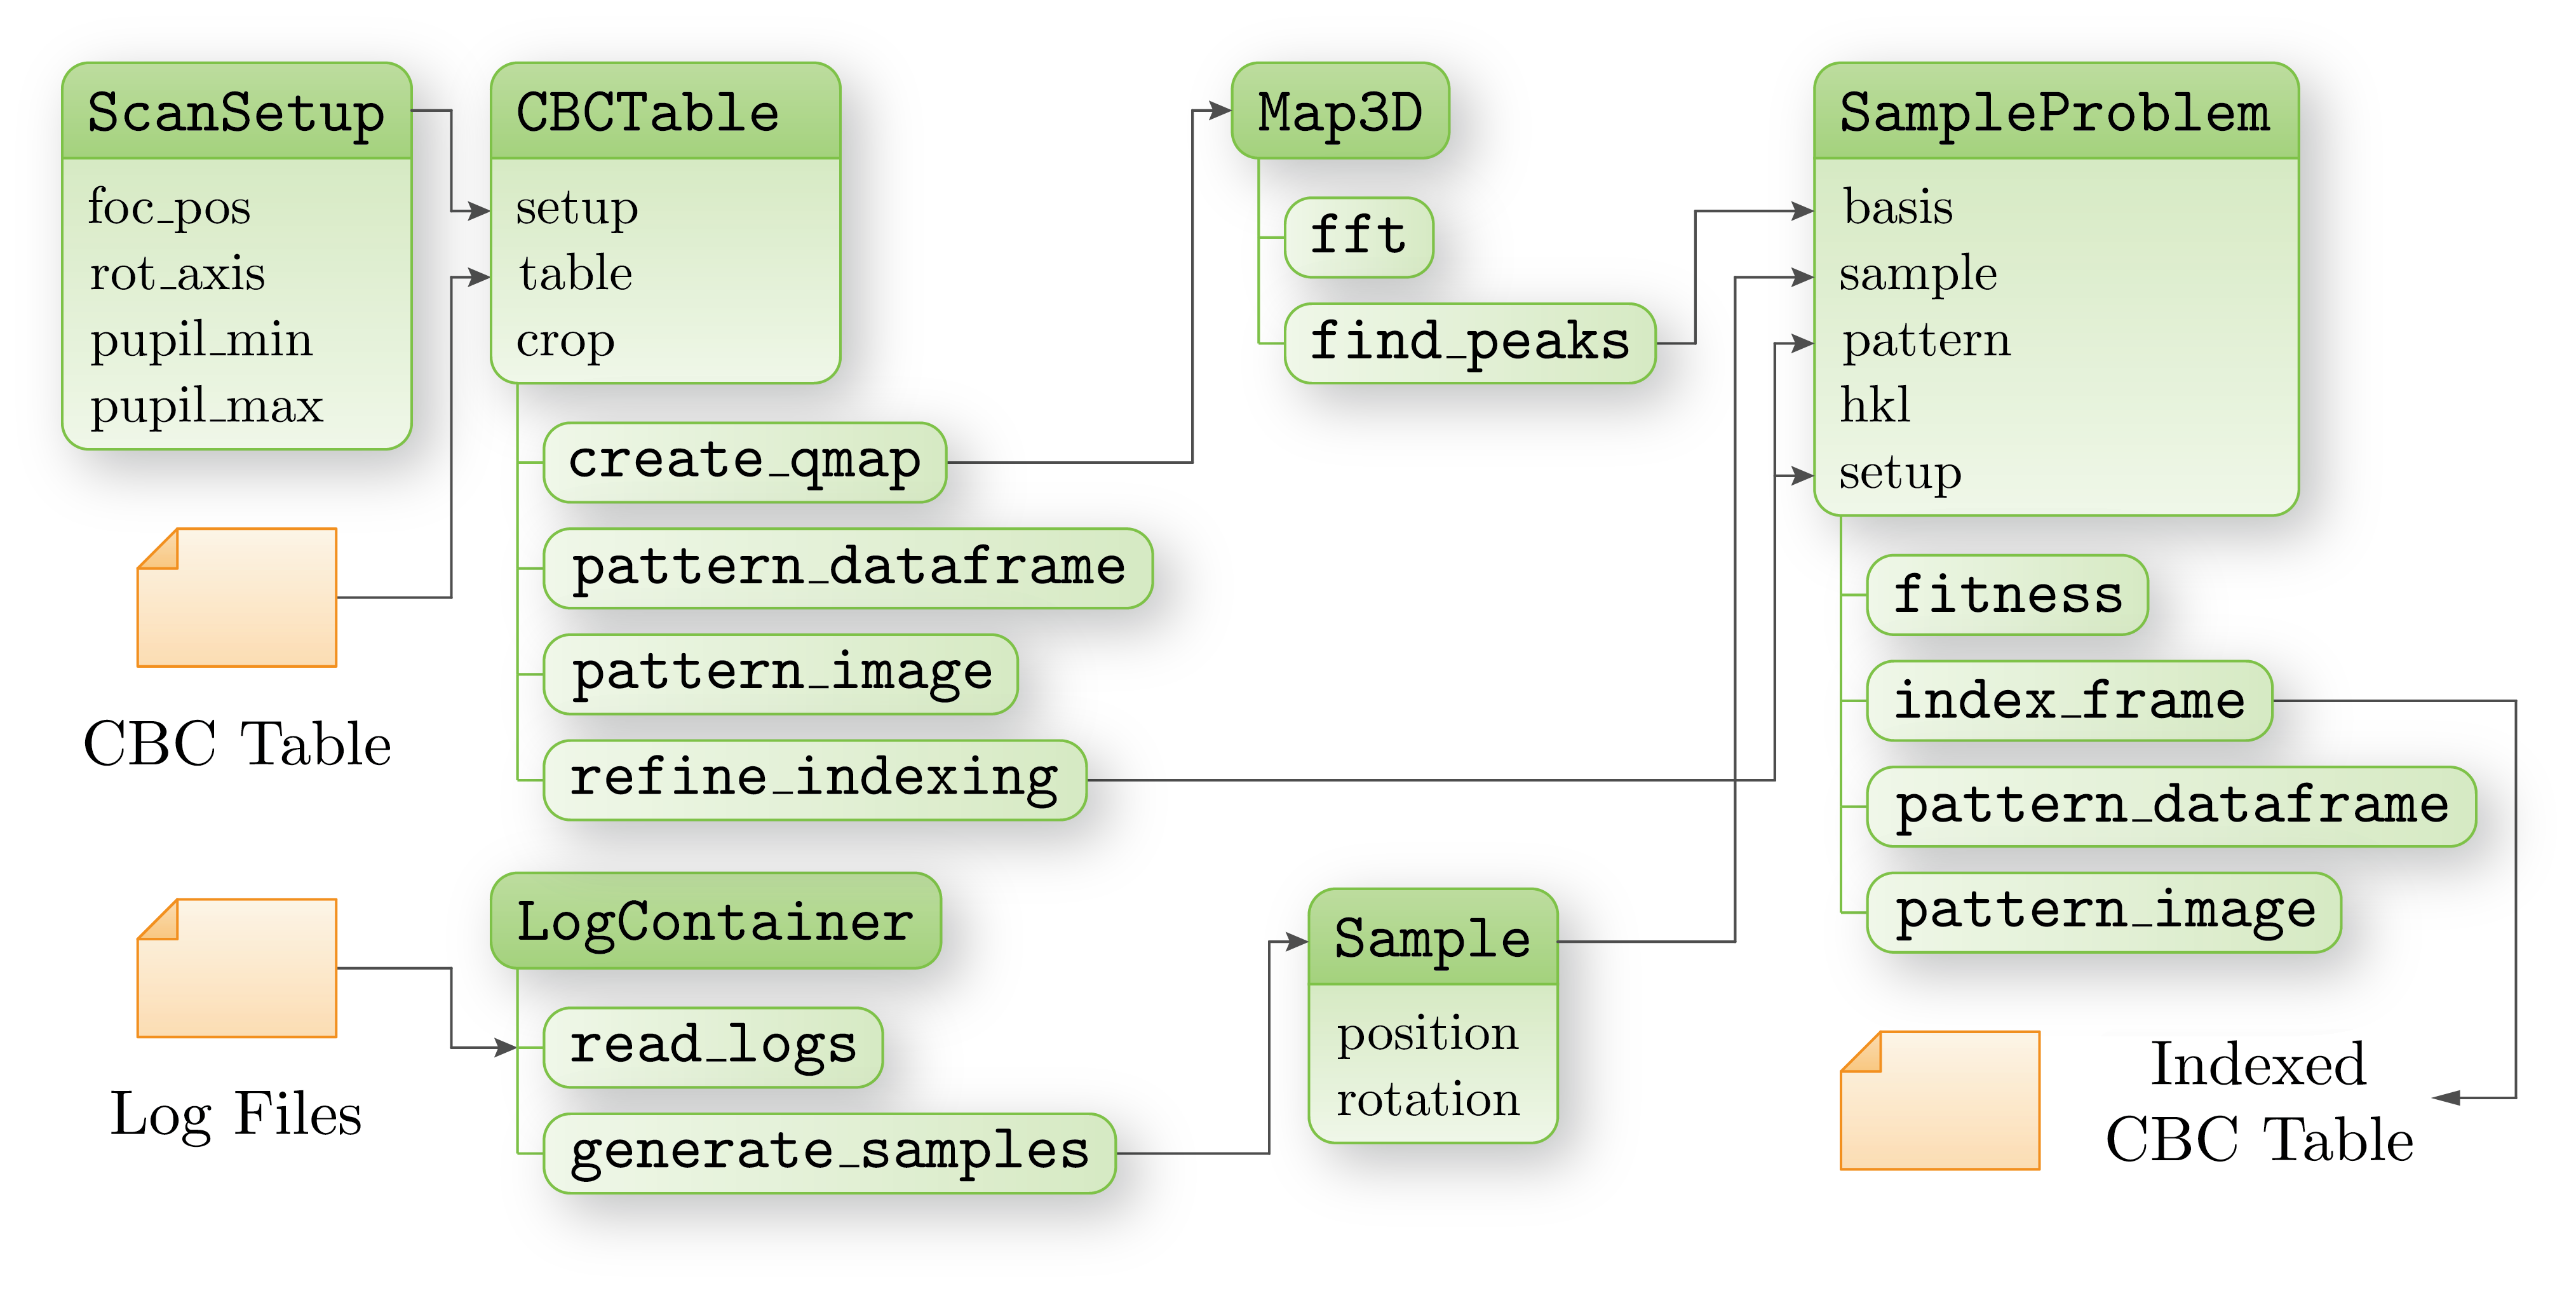 ScanSetup
foc_pos
rot_axis
pupil_min
pupil_max
CBC Table
Log Files
CBCTable
setup
table
crop
create_qmap
pattern_dataframe
pattern_image
refine_indexing
LogContainer
read_logs
generate_samples
Map3D
fft
find_peaks
Sample
position
rotation
SampleProblem
basis
sample
pattern
hkl
setup
fitness
index_frame
pattern_dataframe
pattern_image
Indexed
CBC Table